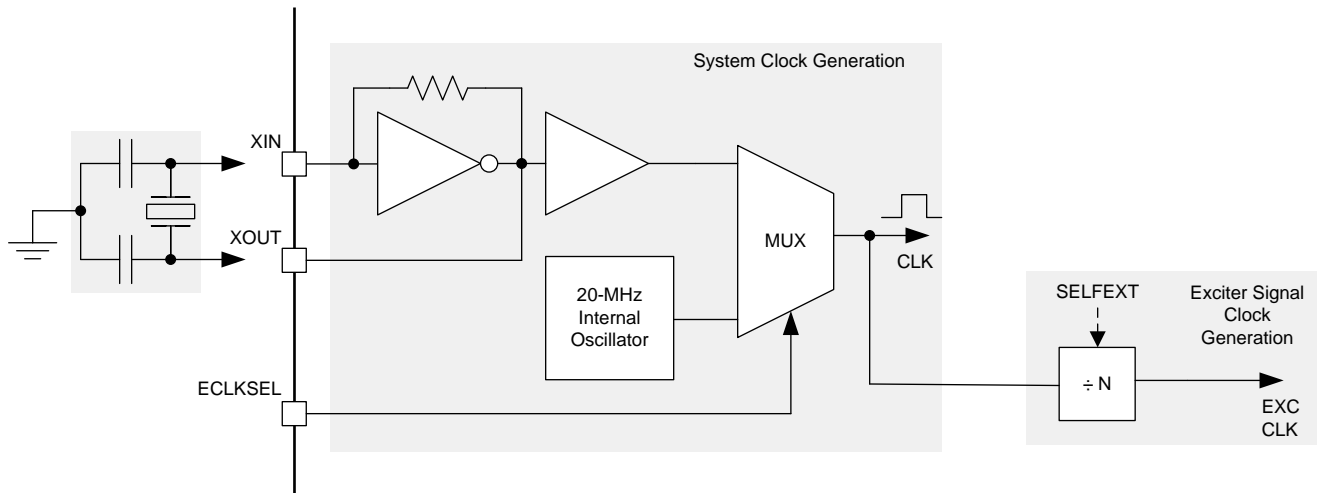 System Clock Generation
XIN
XOUT
MUX
CLK
20-MHz
Internal
Oscillator
ECLKSEL
SELFEXT
Exciter Signal
Clock
Generation
÷ N
EXC
CLK